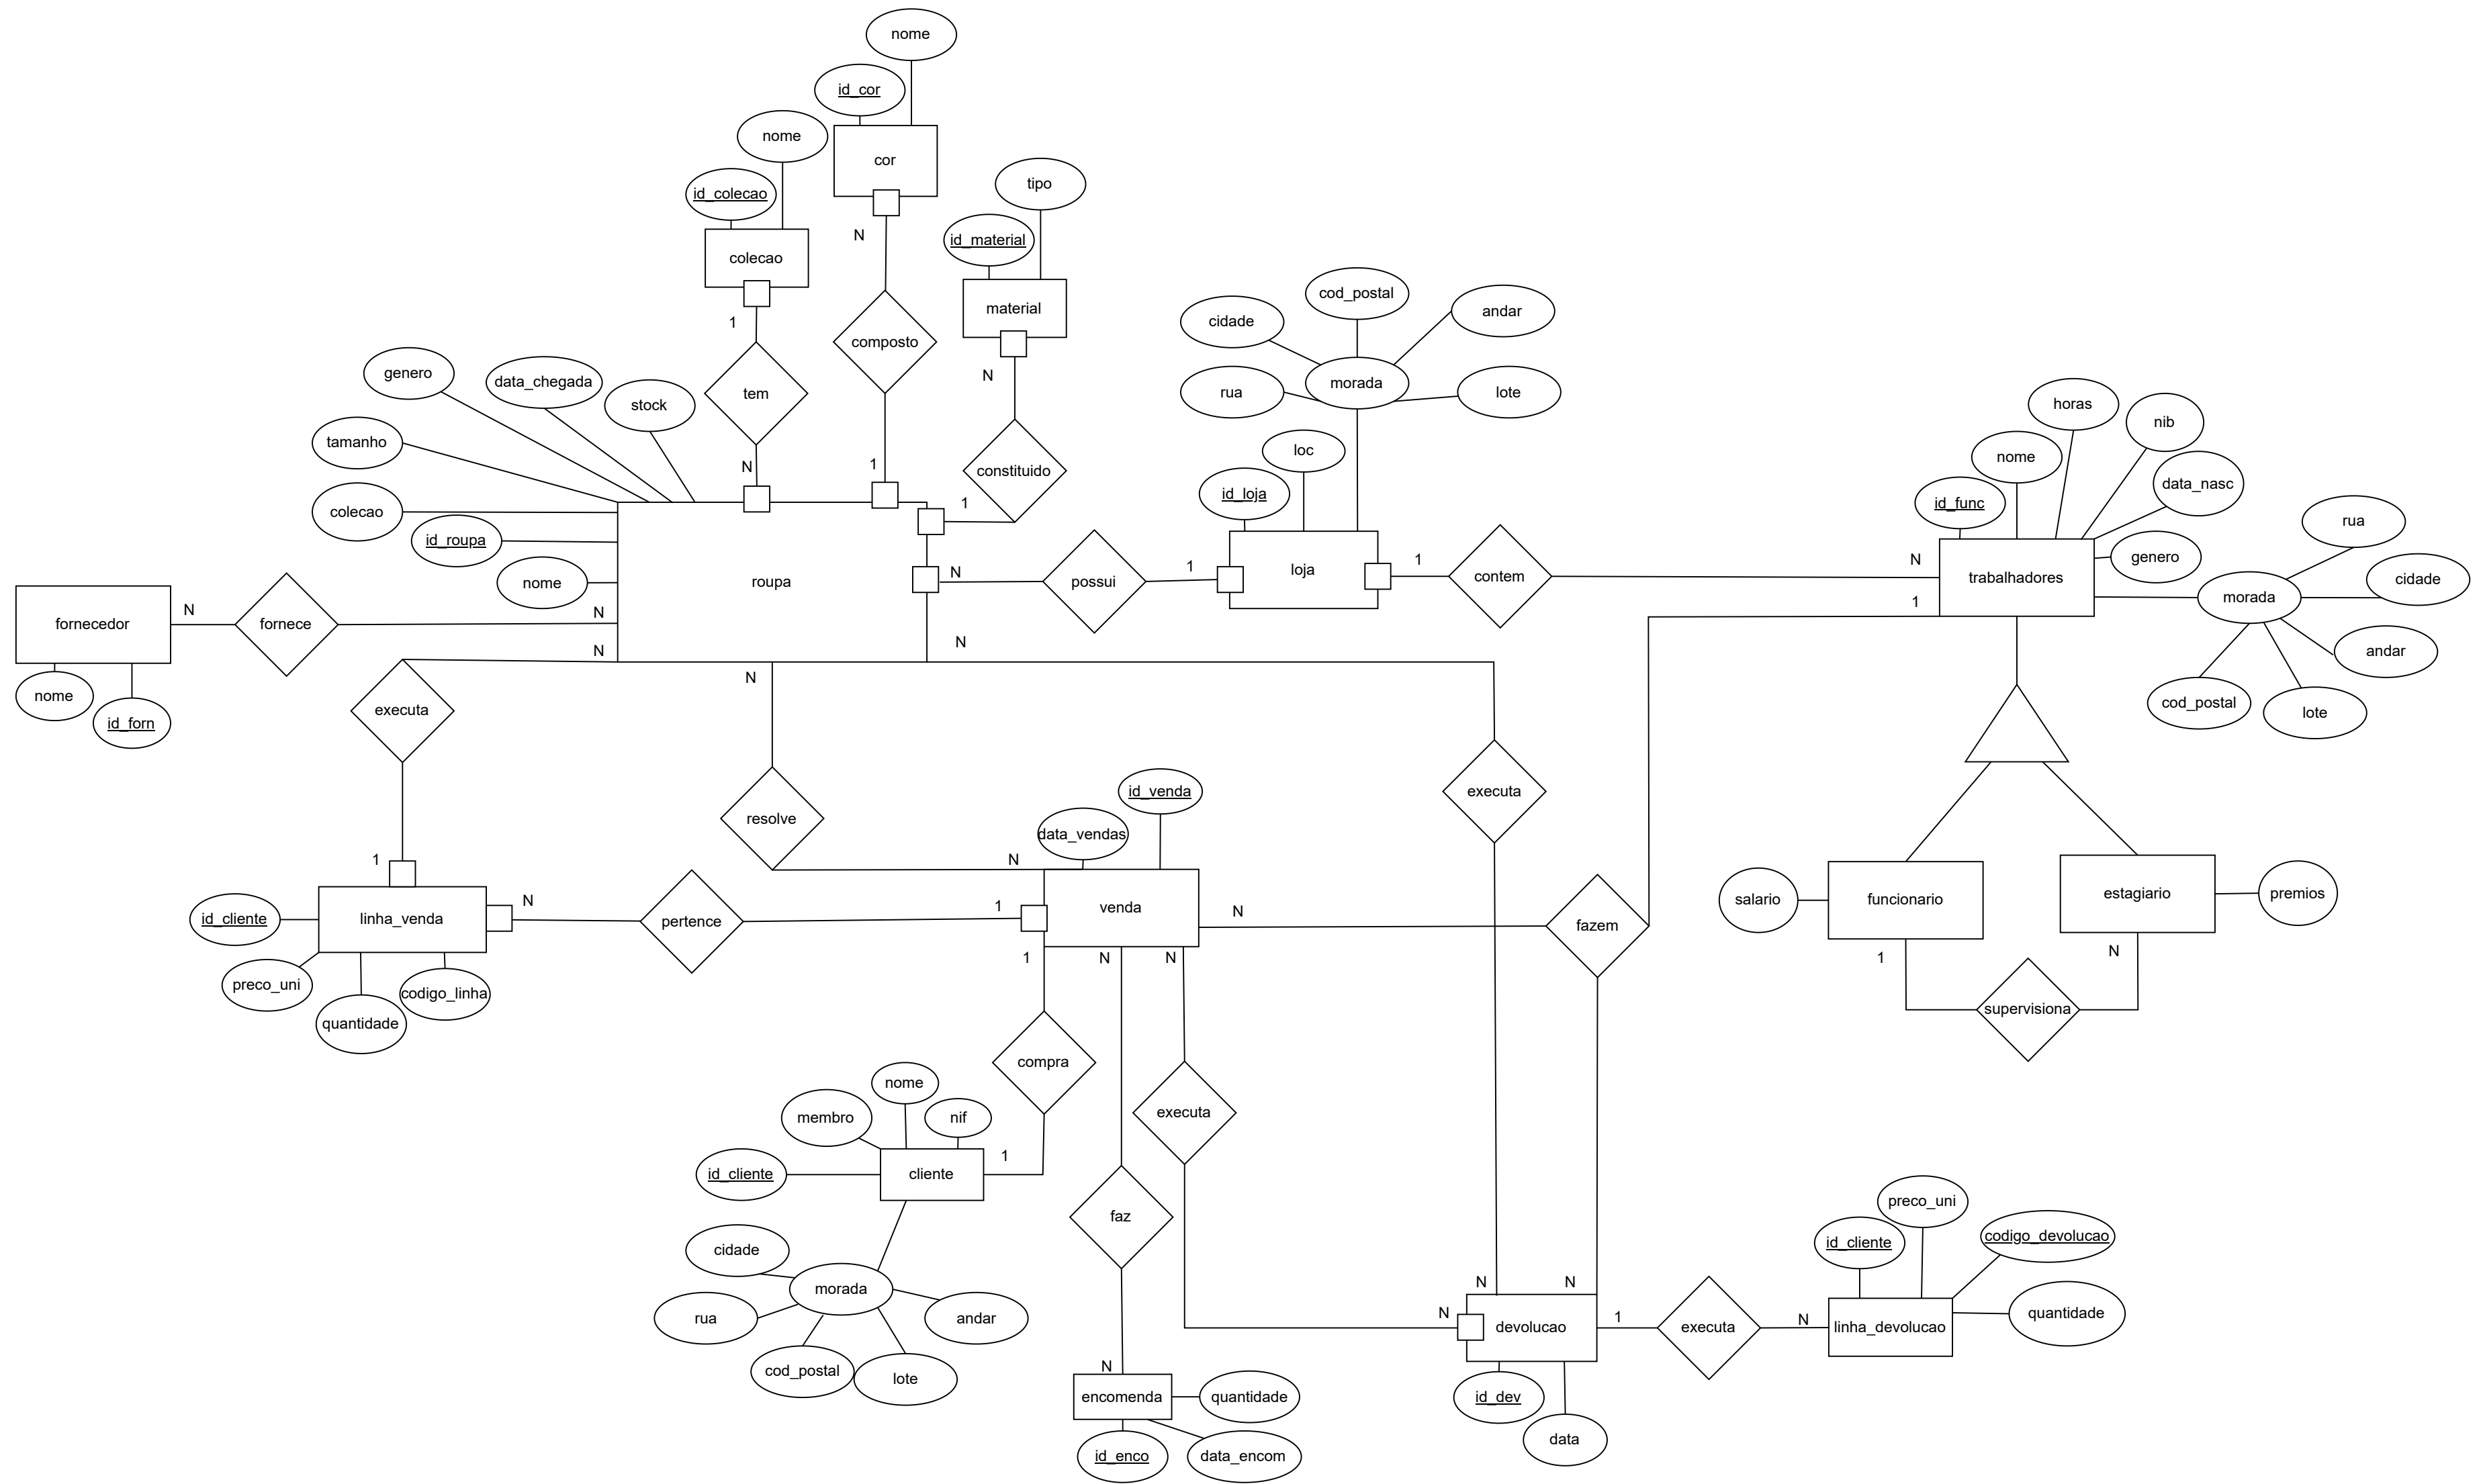 nome
id_cor
nome
cor
id_colecao
tipo
id_material
N
colecao
material
cod_postal
andar
cidade
1
composto
N
genero
data_chegada
morada
tem
rua
lote
stock
horas
nib
tamanho
loc
nome
N
1
constituido
data_nasc
id_loja
id_func
1
colecao
rua
id_roupa
genero
N
possui
1
loja
1
contem
N
trabalhadores
cidade
nome
roupa
morada
fornecedor
N
fornece
N
1
N
N
andar
N
nome
id_forn
executa
cod_postal
lote
id_venda
executa
resolve
data_vendas
1
N
estagiario
premios
salario
funcionario
N
1
venda
N
id_cliente
linha_venda
pertence
fazem
1
N
N
1
N
preco_uni
codigo_linha
quantidade
supervisiona
compra
nome
membro
nif
executa
1
id_cliente
cliente
preco_uni
faz
codigo_devolucao
id_cliente
cidade
N
N
morada
N
1
quantidade
rua
andar
devolucao
executa
N
linha_devolucao
cod_postal
lote
N
encomenda
quantidade
id_dev
data
id_enco
data_encom